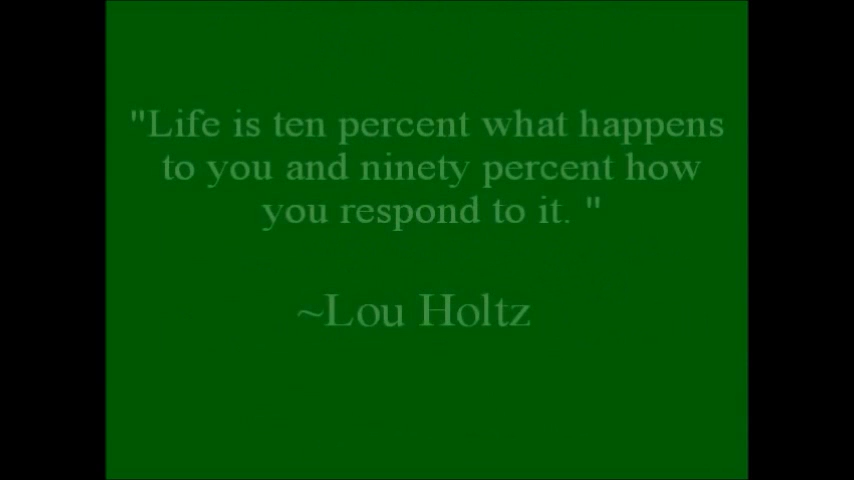 "Life is ten percent what happens
to you and ninety percent how
you respond to it. "
~Lou Holtz